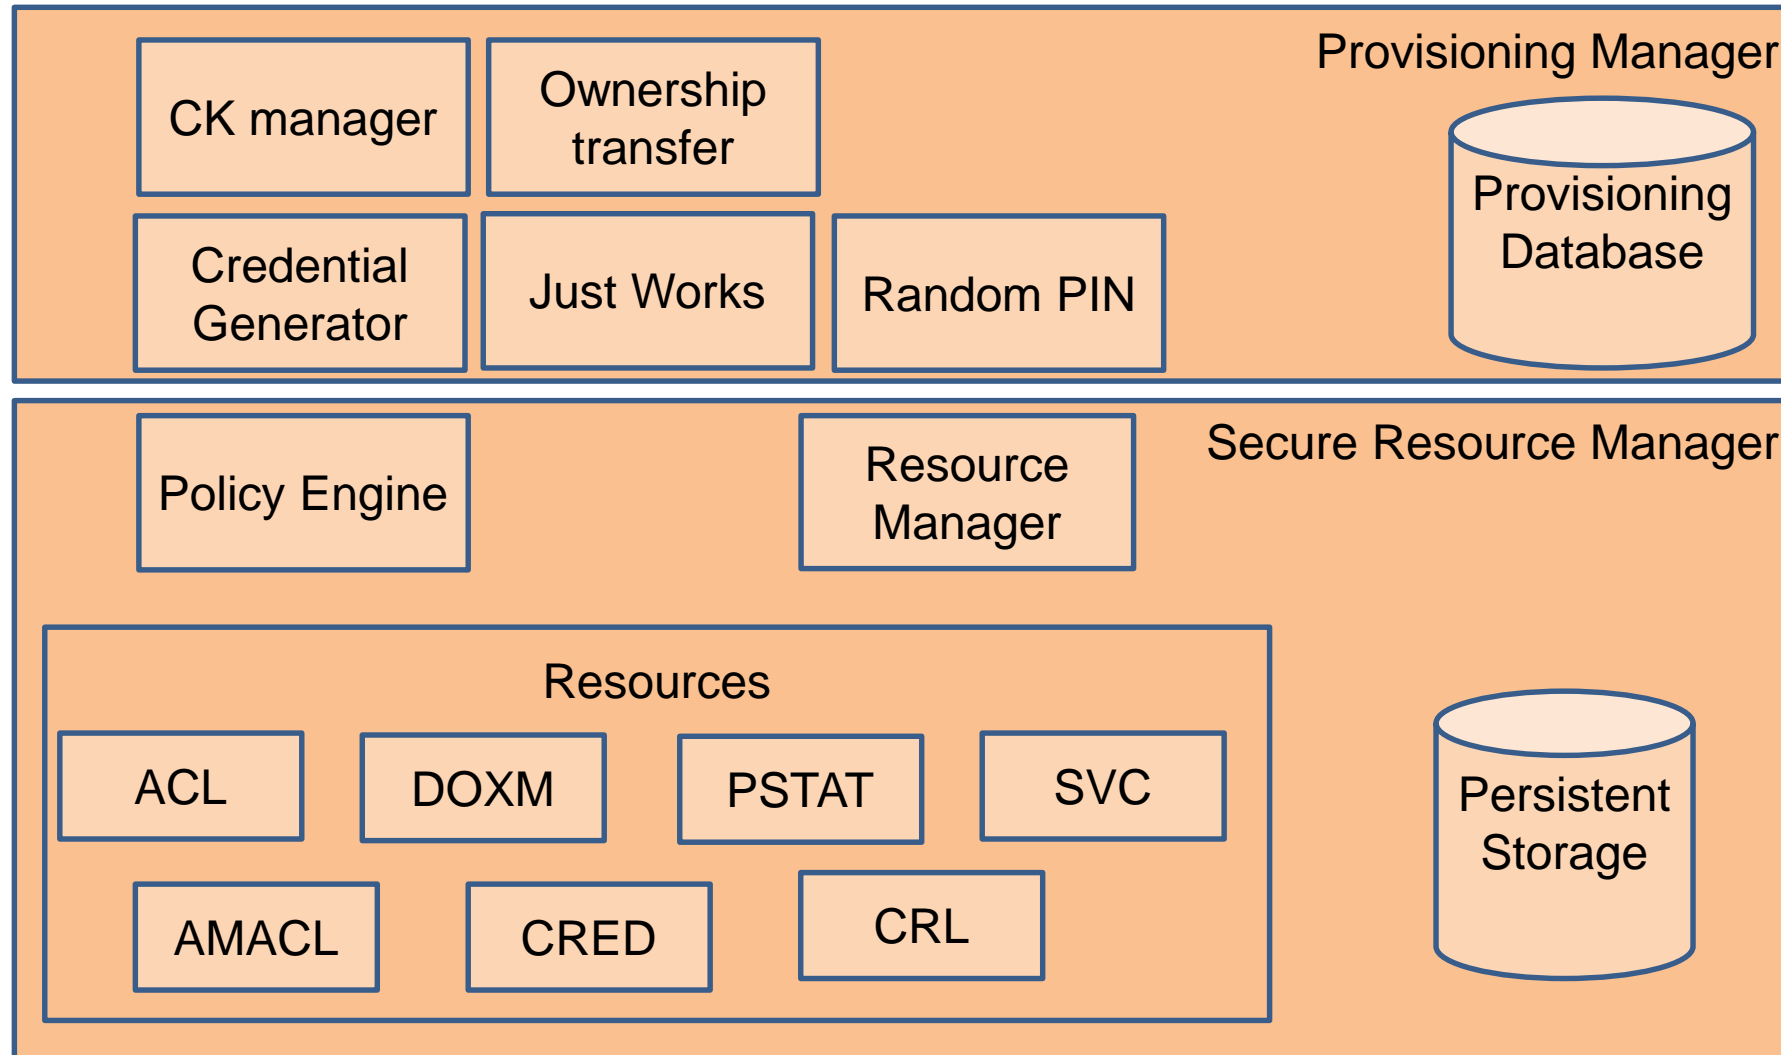 Provisioning Manager
CK manager
Ownership
transfer
Provisioning
Database
Credential
Generator
Just Works
Random PIN
Secure Resource Manager
Policy Engine
Resource
Manager
Resources
ACL
DOXM
PSTAT
SVC
AMACL
CRED
CRL
Persistent
Storage